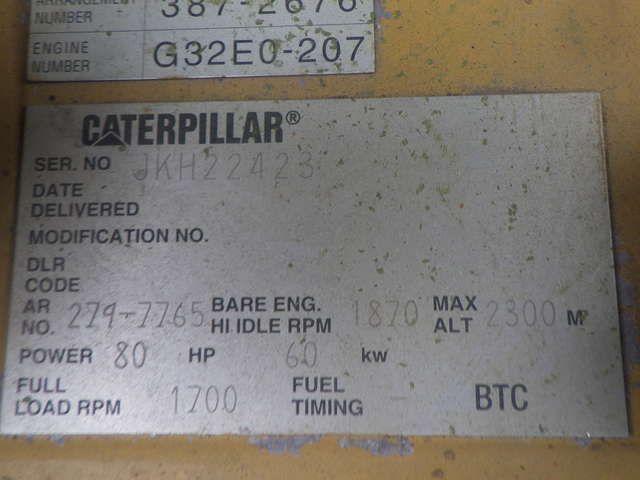 ARRANGEMENT
NUMBER 387-2676
ENGINE
NUMBER G32E0-207
CATERPILLAR®
SER. NO JKH22423
DATE
DELIVERED
MODIFICATION NO.
DLR
CODE
AR
NO. 279-7765 BARE ENG.
HI IDLE RPM 1870 MAX
ALT 2300 M
POWER 80 HP 60 kw
FULL
LOAD RPM 1700 FUEL
TIMING BTC